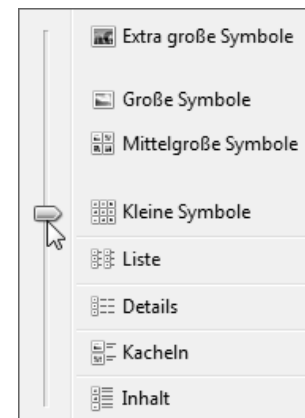 Extra große Symbole
Große Symbole
Mittelgroße Symbole
Kleine Symbole
Liste
Details
Kacheln
Inhalt